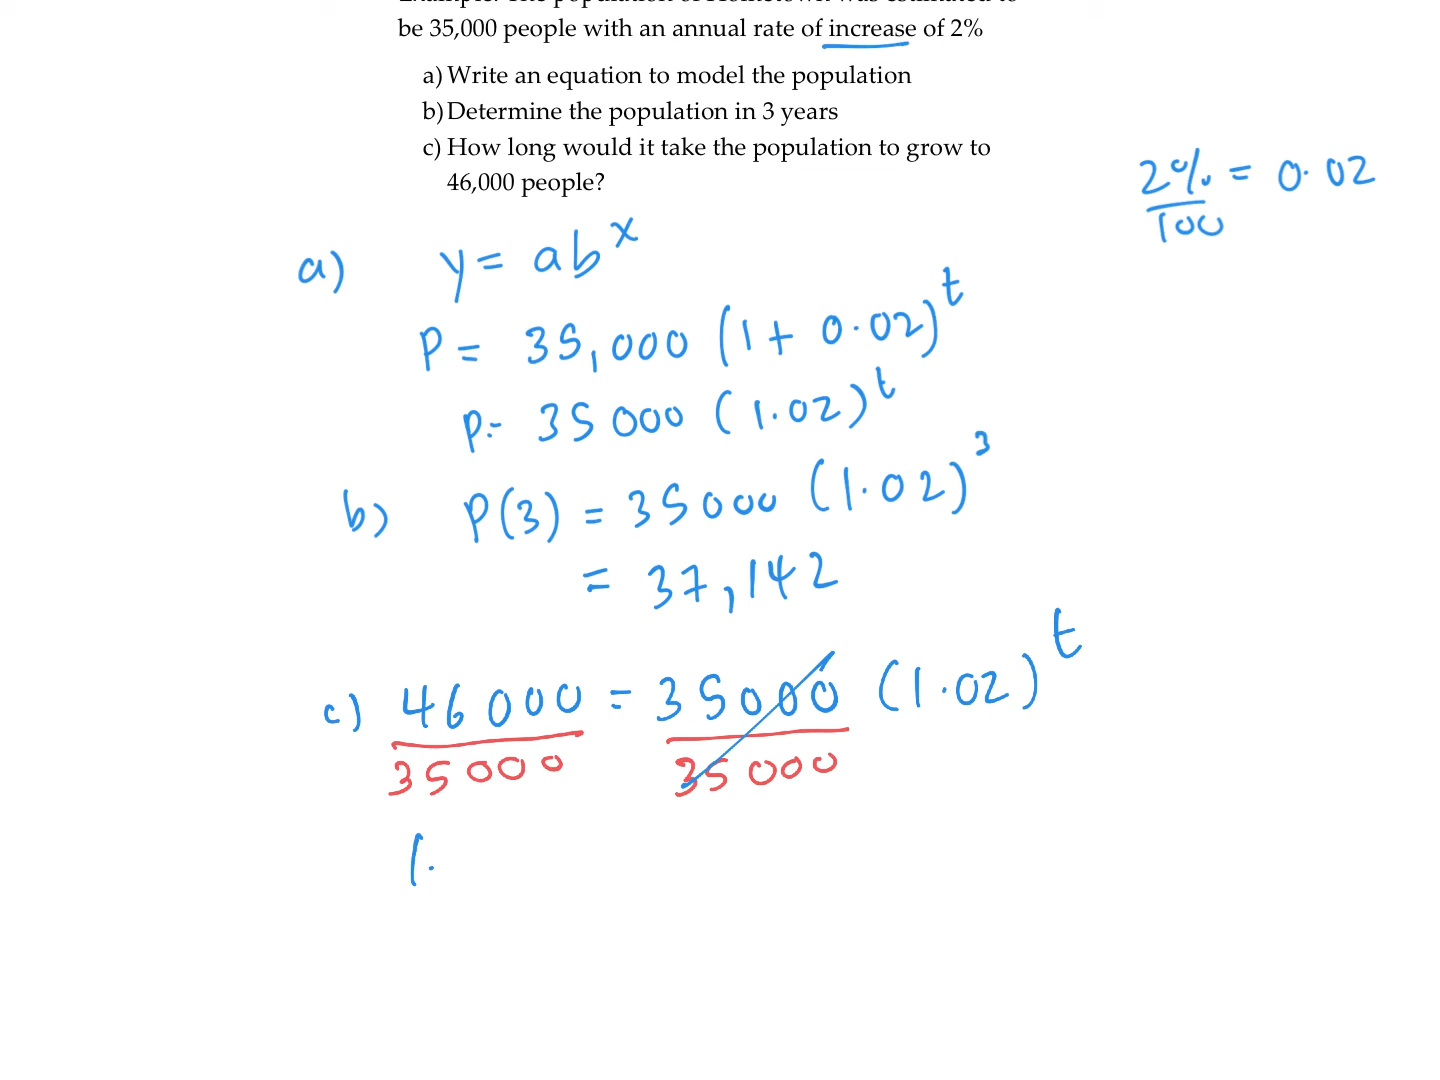 be 35,000 people with an annual rate of increase of 2%
a) Write an equation to model the population
b) Determine the population in 3 years
c) How long would it take the population to grow to
46,000 people?
2% / 100 = 0.02
a) y = ab^x
P = 35,000 (1 + 0.02)^t
P = 35000 (1.02)^t
b) P(3) = 35000 (1.02)^3
= 37,142
c) 46000 = 35000 (1.02)^t
35000 35000
1.